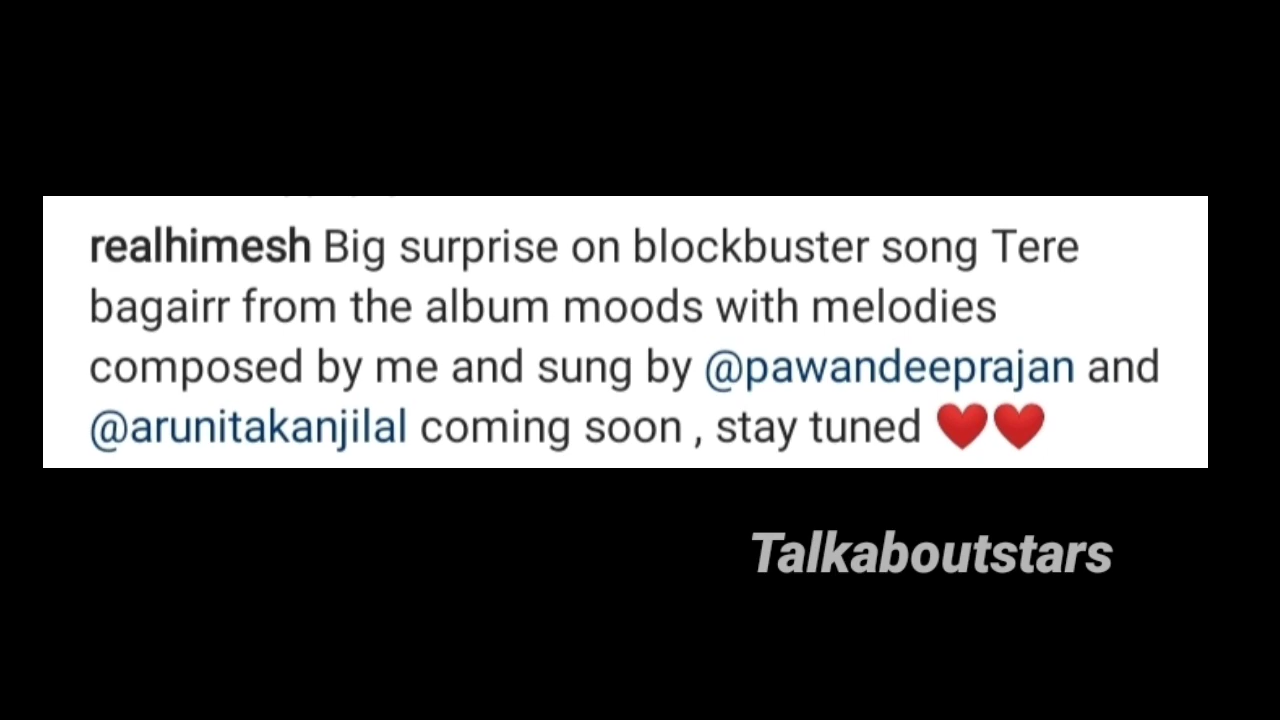 realhimesh Big surprise on blockbuster song Tere
bagairr from the album moods with melodies
composed by me and sung by @pawandeeprajan and
@arunitakanjilal coming soon , stay tuned ❤️❤️
Talkaboutstars